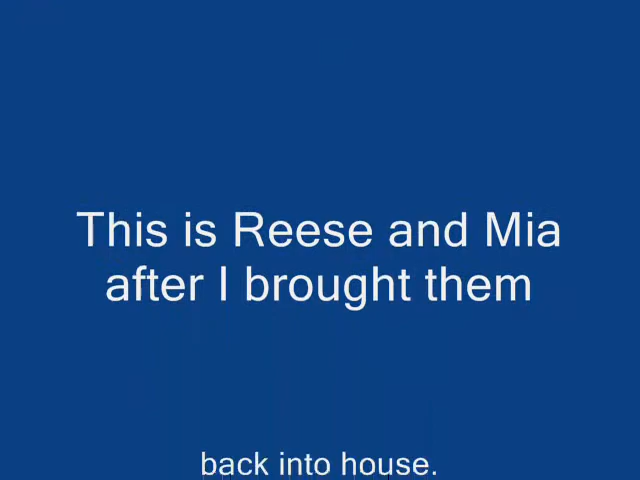 This is Reese and Mia
after I brought them
back into house.